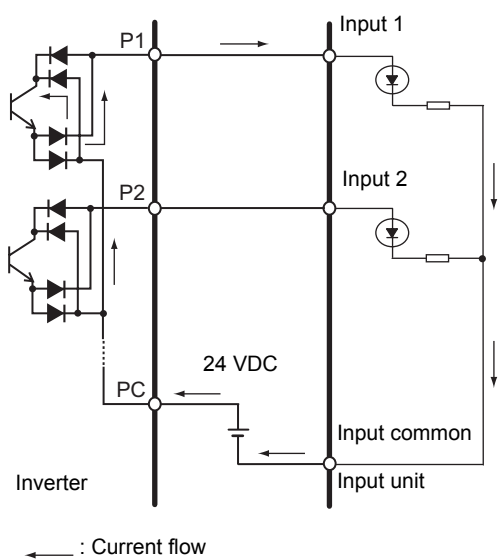 Input 1
P1
Input 2
P2
24 VDC
PC
Input common
Input unit
Inverter
: Current flow